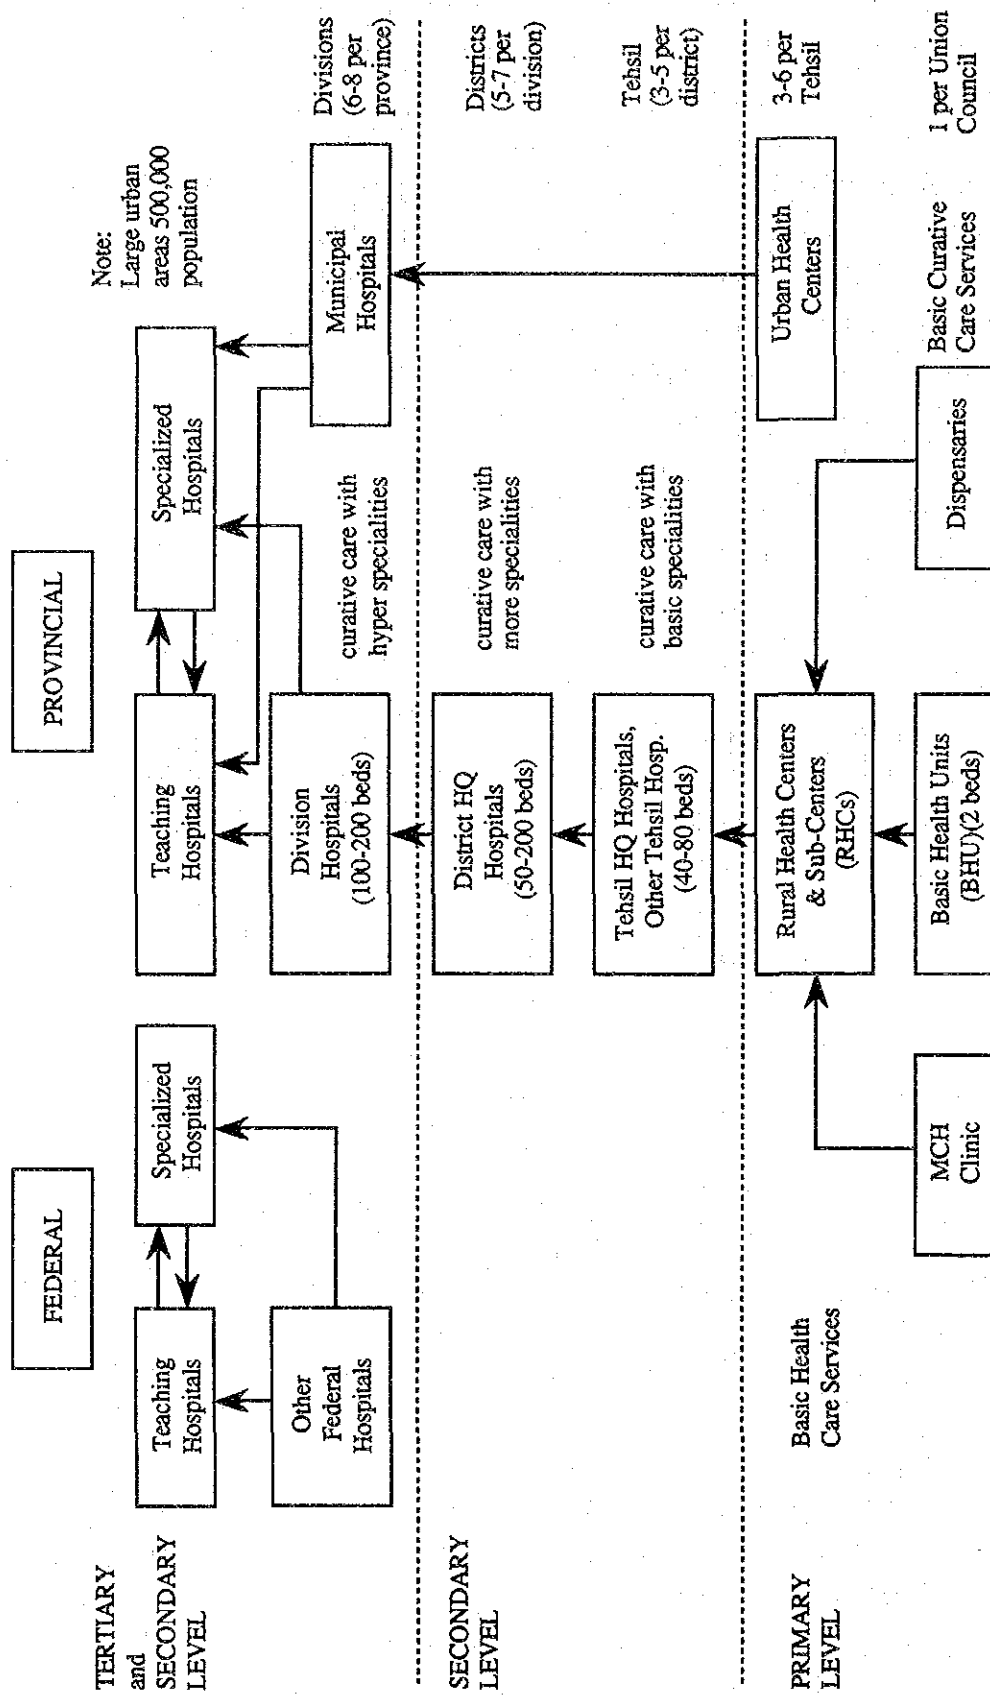 FEDERAL
PROVINCIAL
TERTIARY
and
SECONDARY
LEVEL
Teaching
Hospitals
Specialized
Hospitals
Other
Federal
Hospitals
Teaching
Hospitals
Specialized
Hospitals
Note:
Large urban
areas 500,000
population
Division
Hospitals
(100-200 beds)
curative care with
hyper specialities
Municipal
Hospitals
Divisions
(6-8 per
province)
SECONDARY
LEVEL
District HQ
Hospitals
(50-200 beds)
curative care with
more specialities
Districts
(5-7 per
division)
Tehsil HQ Hospitals,
Other Tehsil Hosp.
(40-80 beds)
curative care with
basic specialities
Tehsil
(3-5 per
district)
PRIMARY
LEVEL
Basic Health
Care Services
Rural Health Centers
& Sub-Centers
(RHCs)
Urban Health
Centers
3-6 per
Tehsil
MCH
Clinic
Basic Health Units
(BHU)(2 beds)
Dispensaries
Basic Curative
Care Services
1 per Union
Council